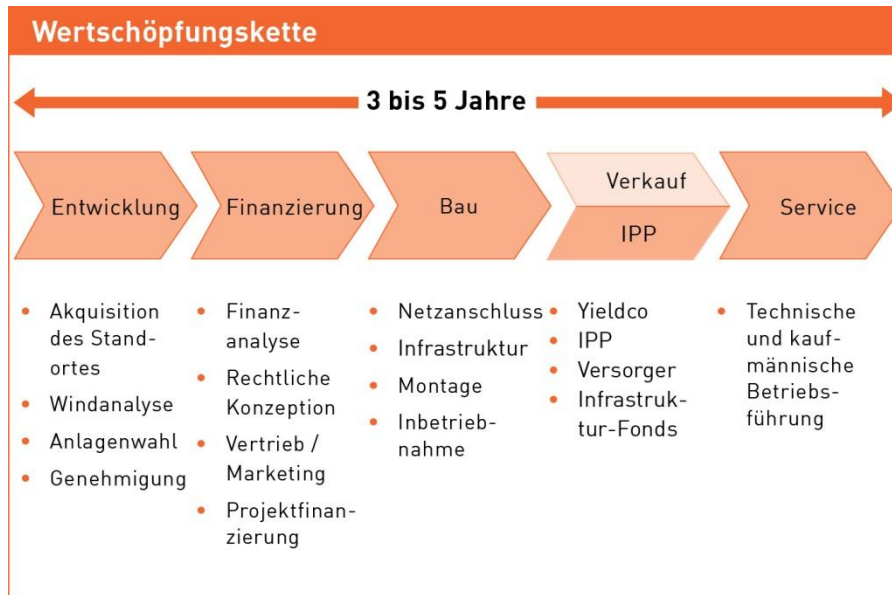 Wertschöpfungskette
3 bis 5 Jahre
Entwicklung
Finanzierung
Bau
Verkauf
IPP
Service
• Akquisition
des Stand-
ortes
• Windanalyse
• Anlagenwahl
• Genehmigung
• Finanz-
analyse
• Rechtliche
Konzeption
• Vertrieb /
Marketing
• Projektfinan-
zierung
• Netzanschluss
• Infrastruktur
• Montage
• Inbetrieb-
nahme
• Yieldco
• IPP
• Versorger
• Infrastruk-
tur-Fonds
• Technische
und kauf-
männische
Betriebs-
führung